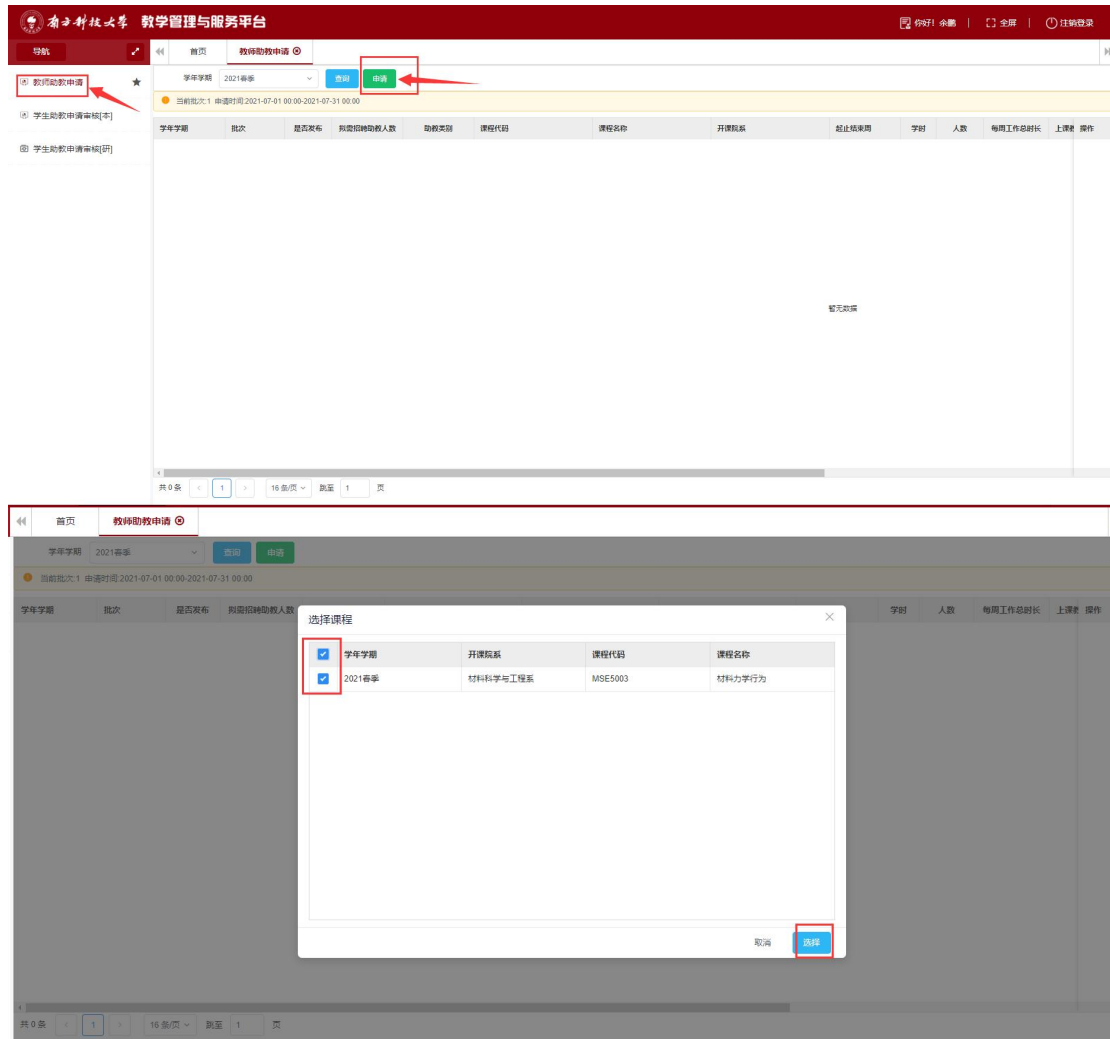 南方科技大学 教学管理与服务平台 你好! 余鹏 | 全屏 | 注销登录
导航 首页 教师助教申请
教师助教申请 学年学期 2021春季 查询 申请
当前批次:1 申请时间:2021-07-01 00:00-2021-07-31 00:00
学生助教申请审核[本]
学年学期 批次 是否发布 拟需招聘助教人数 助教类别 课程代码 课程名称 开课院系 起止结束周 学时 人数 每周工作总时长 上课教 操作
学生助教申请审核[研]
暂无数据
共 0 条 1 16 条/页 跳至 1 页
首页 教师助教申请
学年学期 2021春季 查询 申请
当前批次:1 申请时间:2021-07-01 00:00-2021-07-31 00:00
学年学期 批次 是否发布 拟需招聘助教人数 学时 人数 每周工作总时长 上课教 操作
选择课程
学年学期 开课院系 课程代码 课程名称
2021春季 材料科学与工程系 MSE5003 材料力学行为
取消 选择
共 0 条 1 16 条/页 跳至 1 页